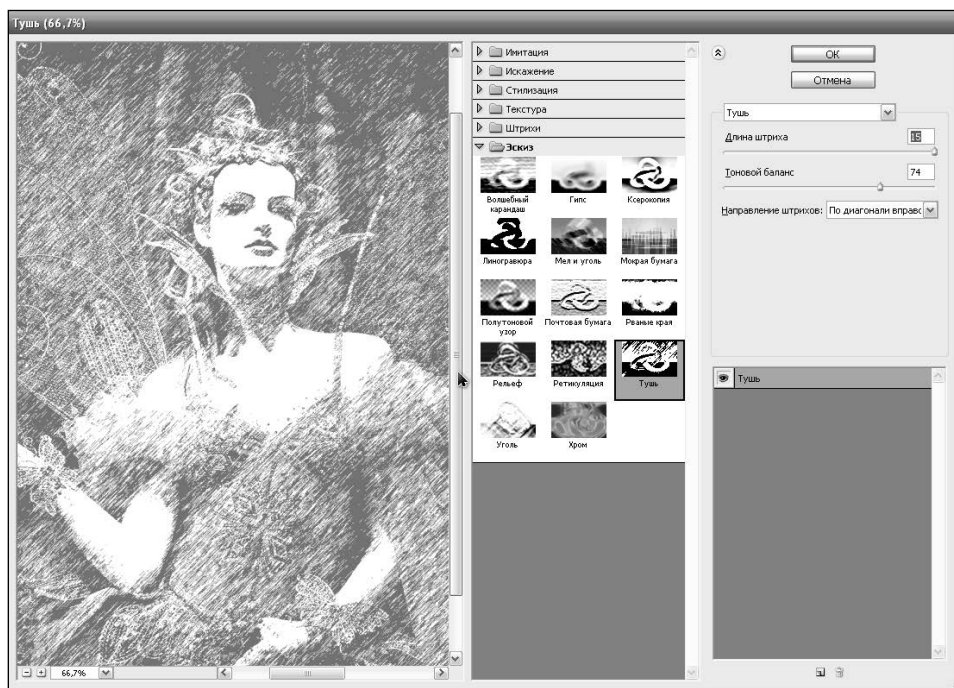 Тушь (66,7%)
Имитация
Искажение
Стилизация
Текстура
Штрихи
Эскиз
Волшебный карандаш
Гипс
Ксерокопия
Линогравюра
Мел и уголь
Мокрая бумага
Полутоновой узор
Почтовая бумага
Рваные края
Рельеф
Ретикуляция
Тушь
Уголь
Хром
66,7%
OK
Отмена
Тушь
Длина штриха
15
Тоновой баланс
74
Направление штрихов:
По диагонали вправо
Тушь